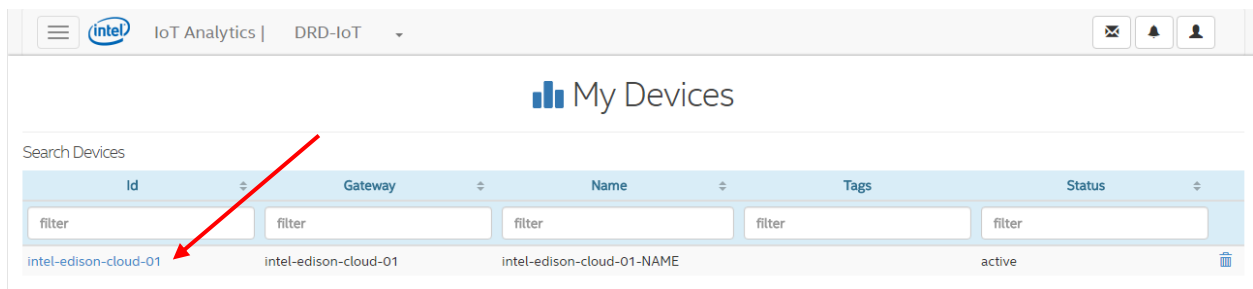 intel IoT Analytics | DRD-IoT
My Devices
Search Devices
Id Gateway Name Tags Status
filter filter filter filter filter
intel-edison-cloud-01 intel-edison-cloud-01 intel-edison-cloud-01-NAME active